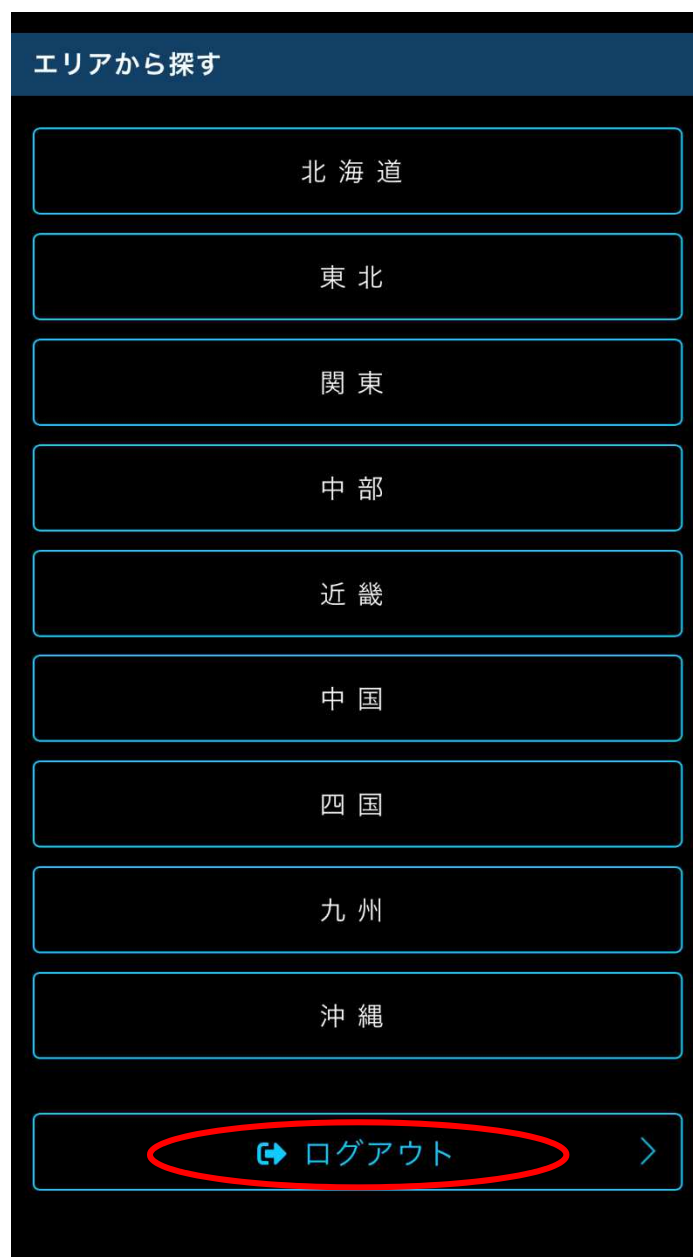 エリアから探す
北海道
東北
関東
中部
近畿
中国
四国
九州
沖縄
ログアウト